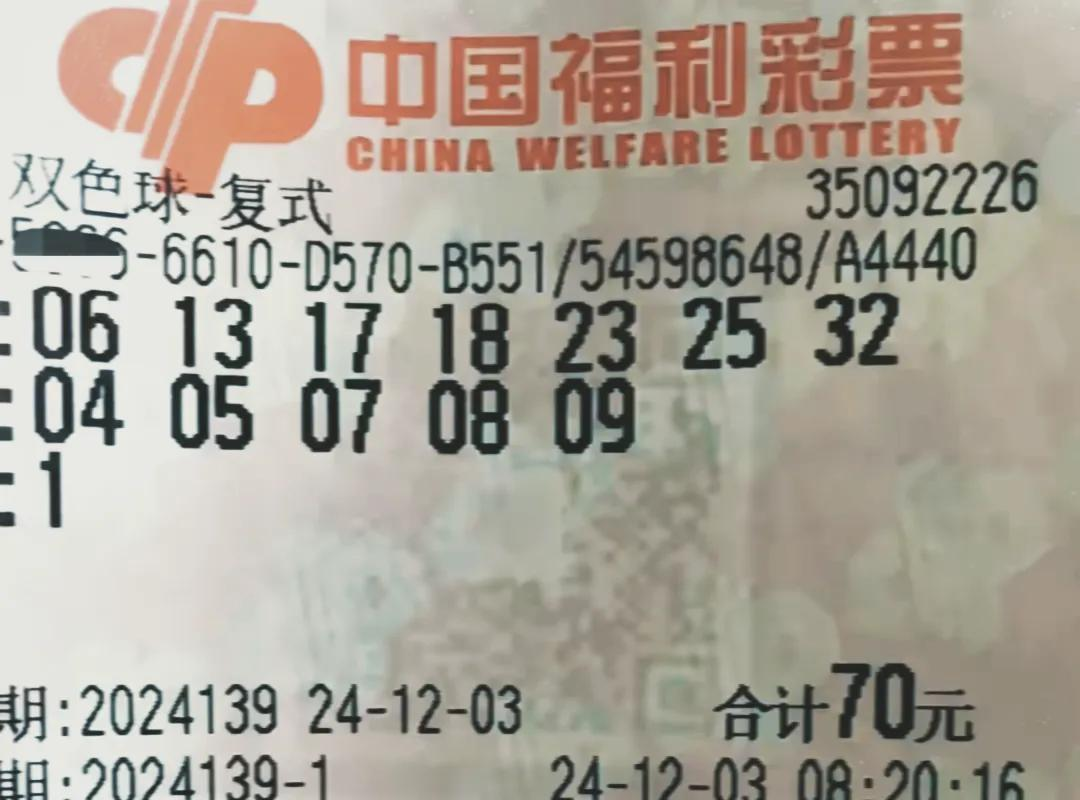 中国福利彩票
CHINA WELFARE LOTTERY
双色球-复式 35092226
6-6610-D570-B551/54598648/A4440
:06 13 17 18 23 25 32
:04 05 07 08 09
:1
期:2024139 24-12-03 合计70元
期:2024139-1 24-12-03 08:20:16